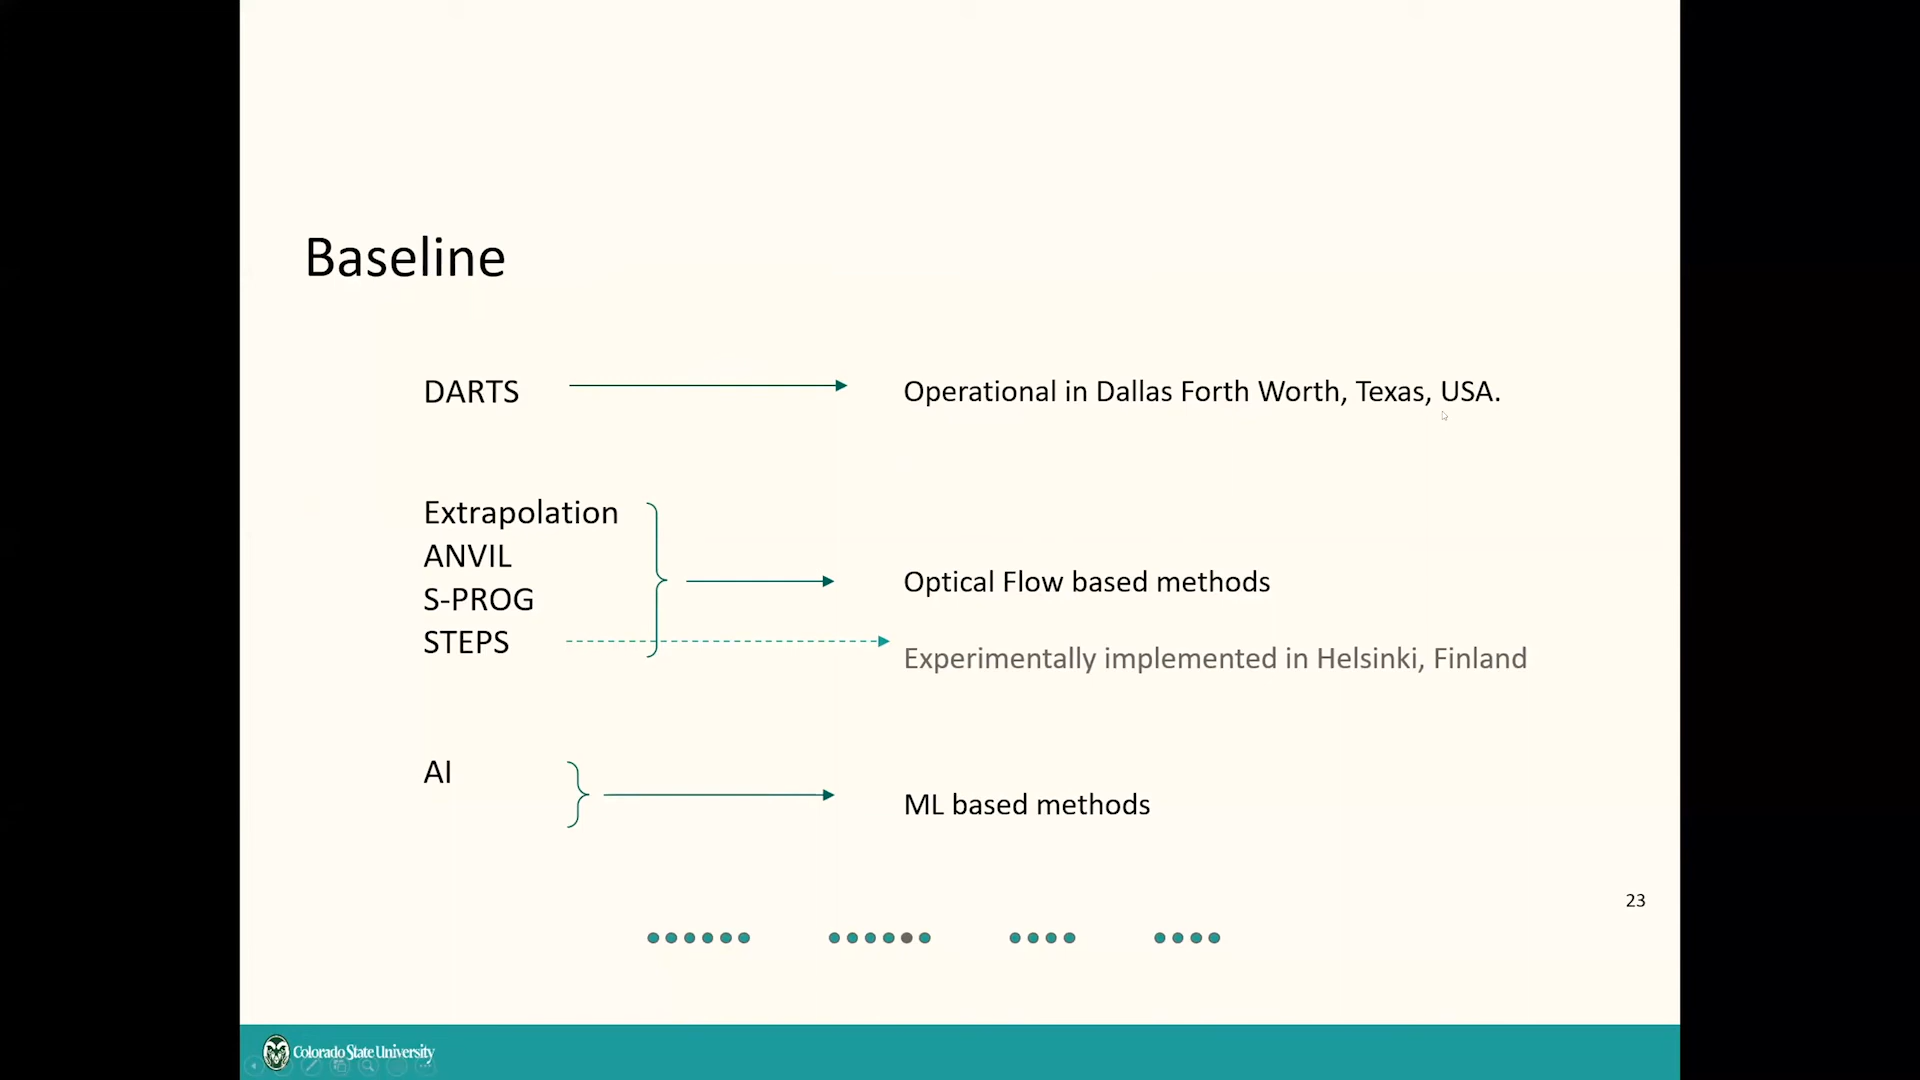 Baseline
DARTS
Operational in Dallas Forth Worth, Texas, USA.
Extrapolation
ANVIL
S-PROG
STEPS
Optical Flow based methods
Experimentally implemented in Helsinki, Finland
AI
ML based methods
23
Colorado State University